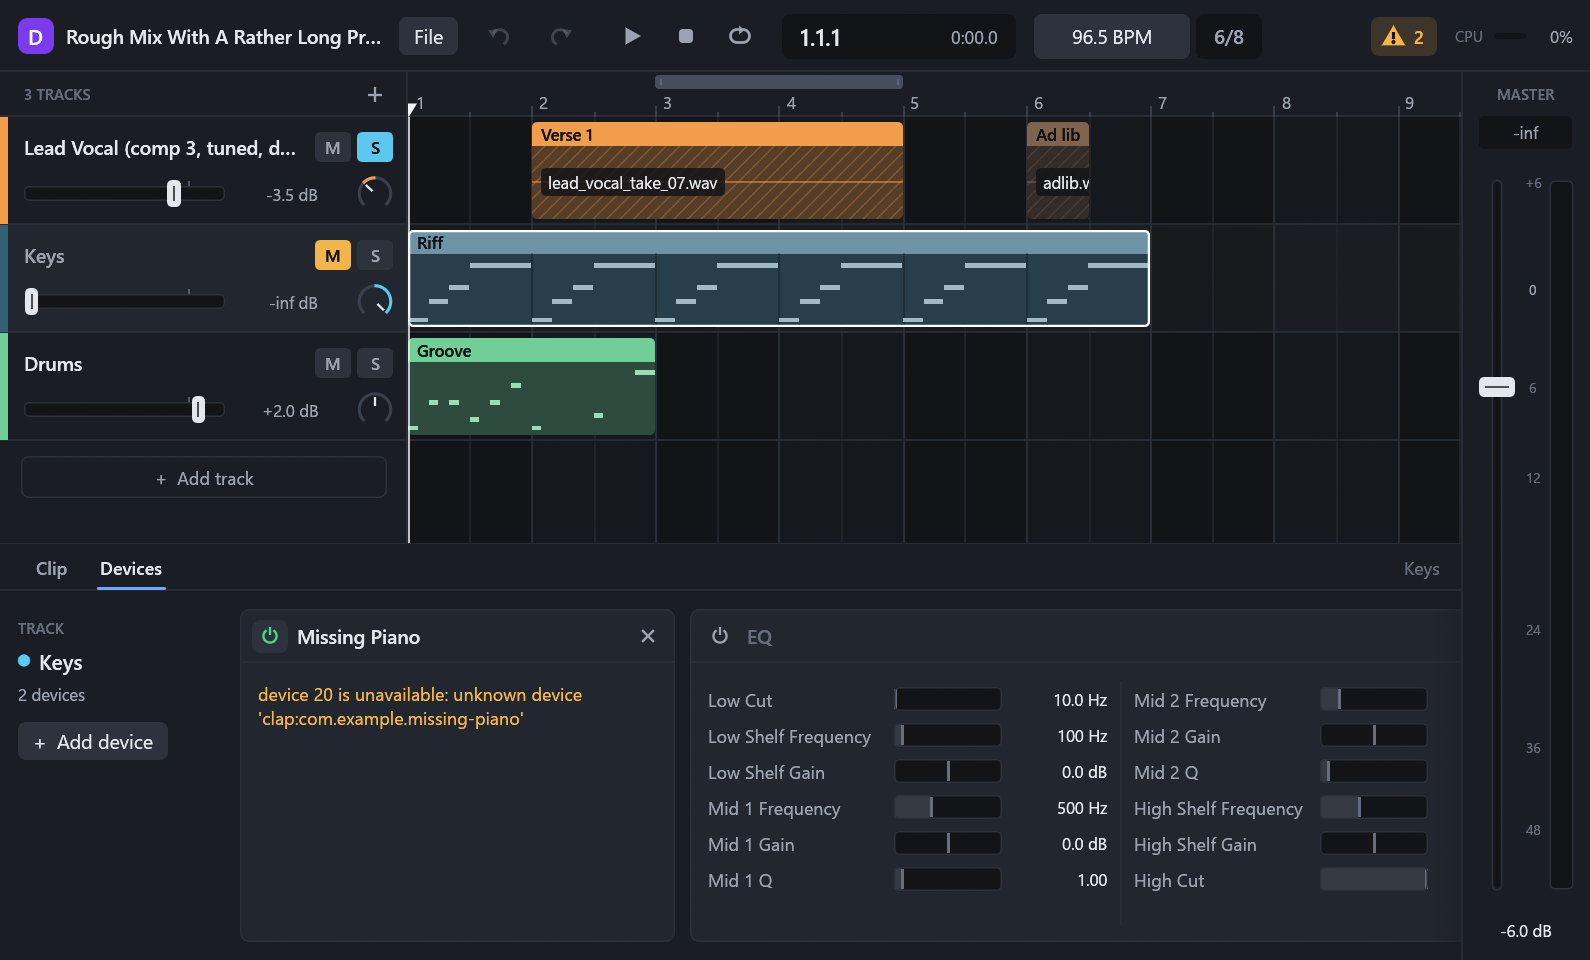 D Rough Mix With A Rather Long Pr... File 1.1.1 0:00.0 96.5 BPM 6/8 2 CPU 0%
3 TRACKS + 1 2 3 4 5 6 7 8 9 MASTER
-inf
Lead Vocal (comp 3, tuned, d... M S
-3.5 dB
Verse 1 Ad lib
lead_vocal_take_07.wav adlib.w
Keys M S
-inf dB
Riff
Drums M S
+2.0 dB
Groove
+ Add track
+6
0
6
12
24
36
48
-6.0 dB
Clip Devices Keys
TRACK
Keys
2 devices
+ Add device
Missing Piano
device 20 is unavailable: unknown device
'clap:com.example.missing-piano'
EQ
Low Cut 10.0 Hz Mid 2 Frequency
Low Shelf Frequency 100 Hz Mid 2 Gain
Low Shelf Gain 0.0 dB Mid 2 Q
Mid 1 Frequency 500 Hz High Shelf Frequency
Mid 1 Gain 0.0 dB High Shelf Gain
Mid 1 Q 1.00 High Cut